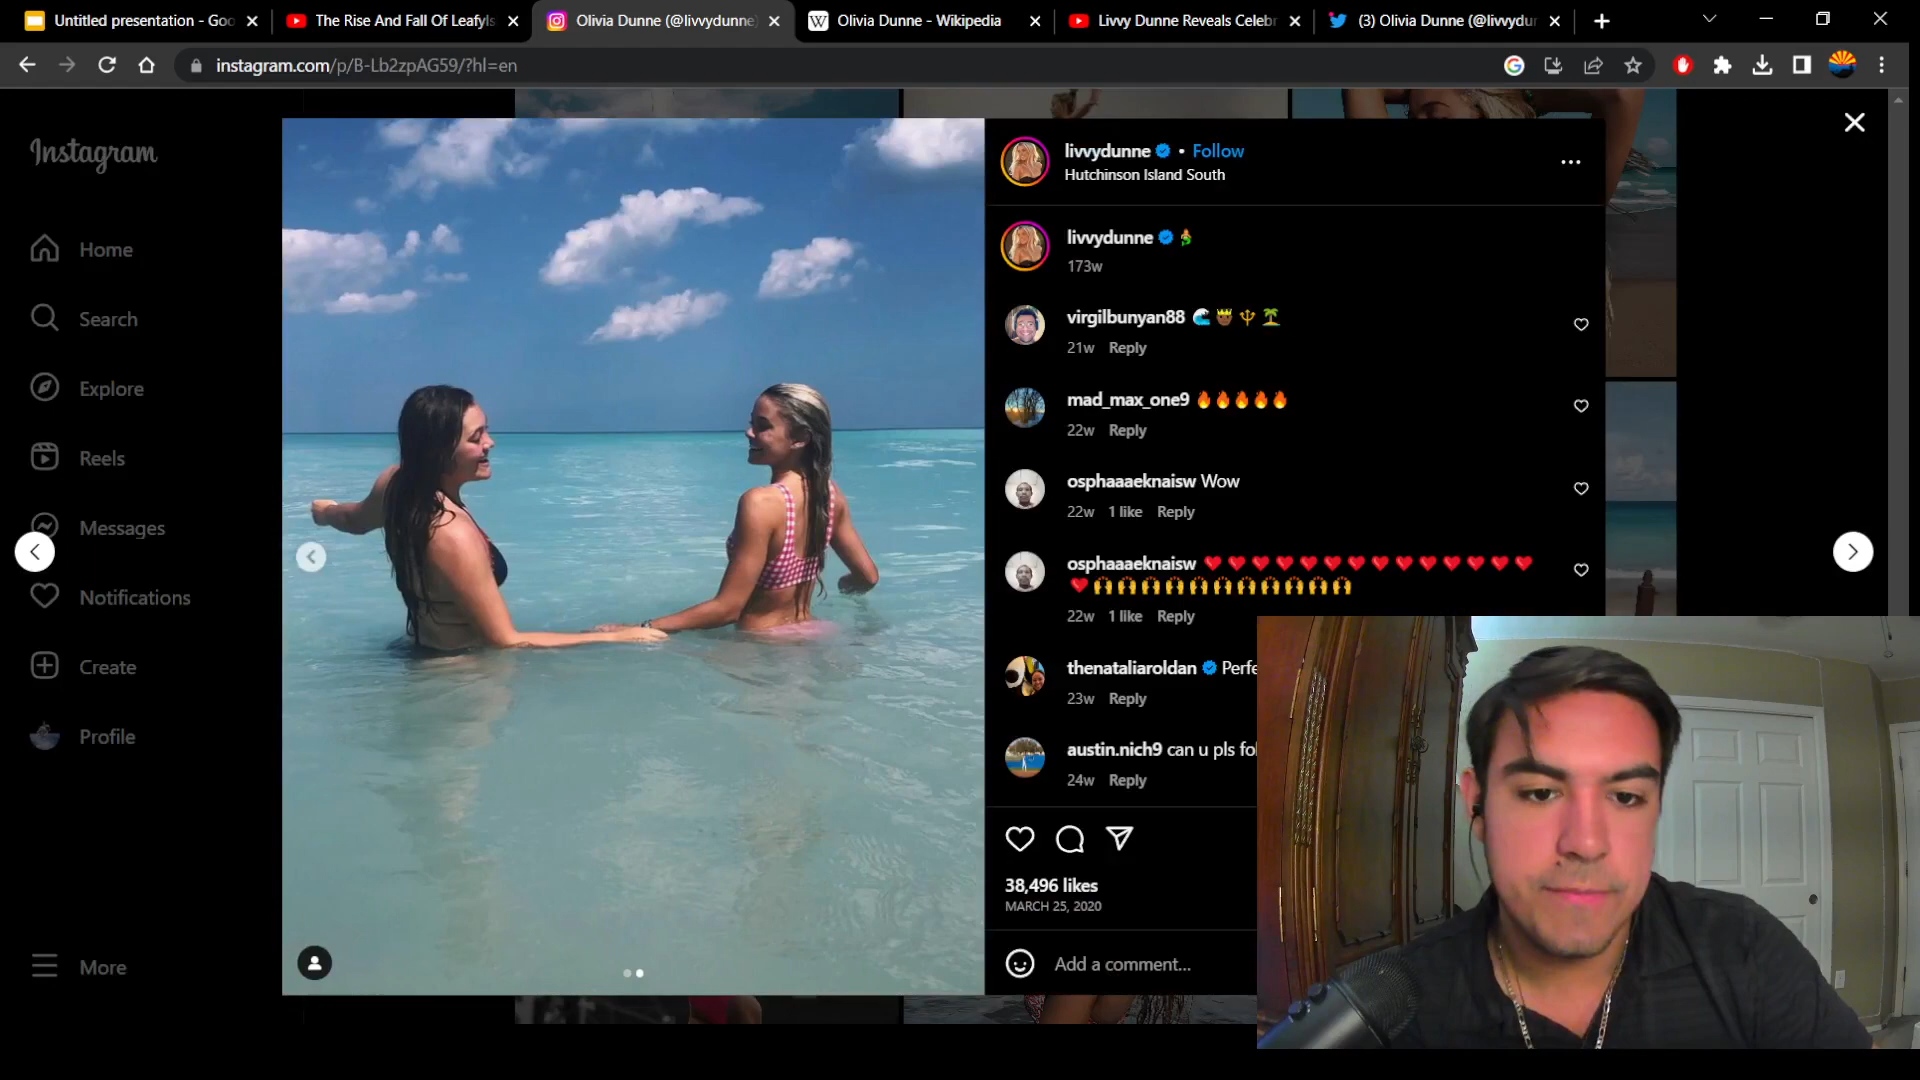 Untitled presentation - Goo
The Rise And Fall Of Leafyls
Olivia Dunne (@livvydunne)
Olivia Dunne - Wikipedia
Livvy Dunne Reveals Celebr
(3) Olivia Dunne (@livvydur
instagram.com/p/B-Lb2zpAG59/?hl=en
Instagram
Home
Search
Explore
Reels
Messages
Notifications
Create
Profile
More
livvydunne • Follow
Hutchinson Island South
livvydunne 🧜‍♀️
173w
virgilbunyan88 🌊🤴🏾🔱🏝️
21w Reply
mad_max_one9 🔥🔥🔥🔥🔥
22w Reply
osphaaaeknaisw Wow
22w 1 like Reply
osphaaaeknaisw ❤️❤️❤️❤️❤️❤️❤️❤️❤️❤️❤️❤️❤️❤️
❤️🙌🙌🙌🙌🙌🙌🙌🙌🙌🙌🙌
22w 1 like Reply
thenataliaroldan Perfe
23w Reply
austin.nich9 can u pls fol
24w Reply
38,496 likes
MARCH 25, 2020
Add a comment...